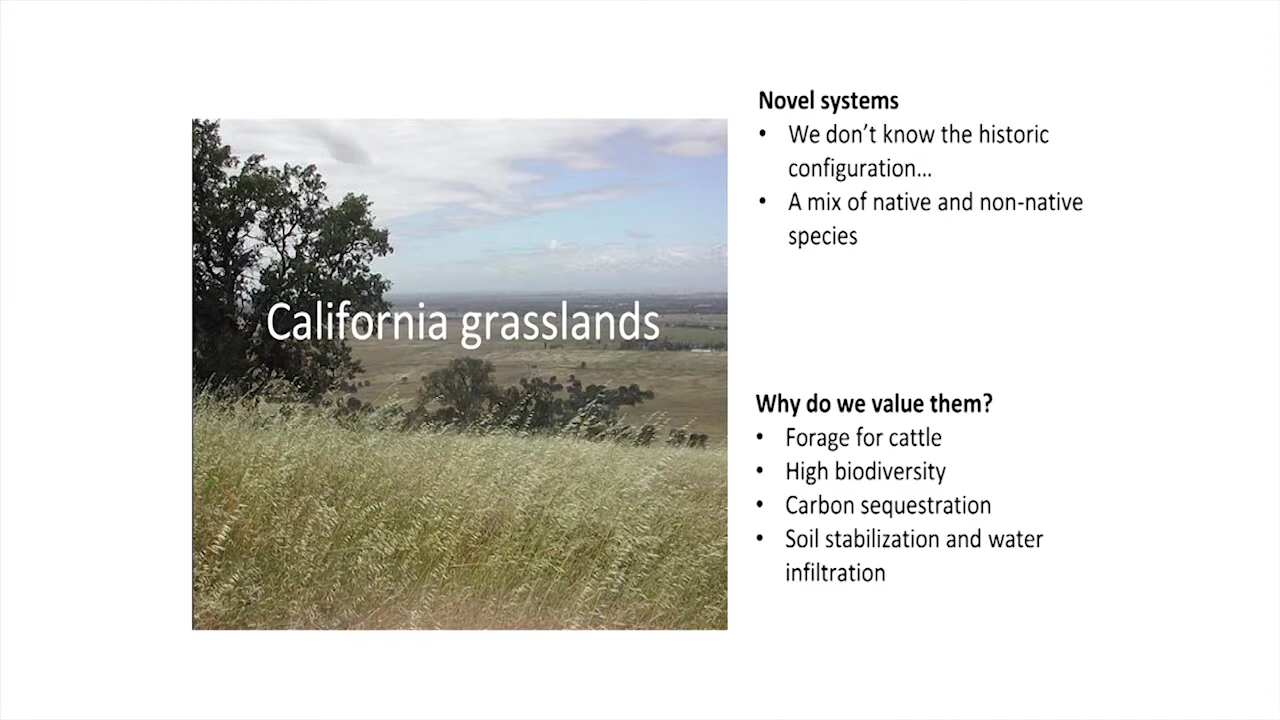 California grasslands
Novel systems
• We don’t know the historic
configuration...
• A mix of native and non-native
species
Why do we value them?
• Forage for cattle
• High biodiversity
• Carbon sequestration
• Soil stabilization and water
infiltration